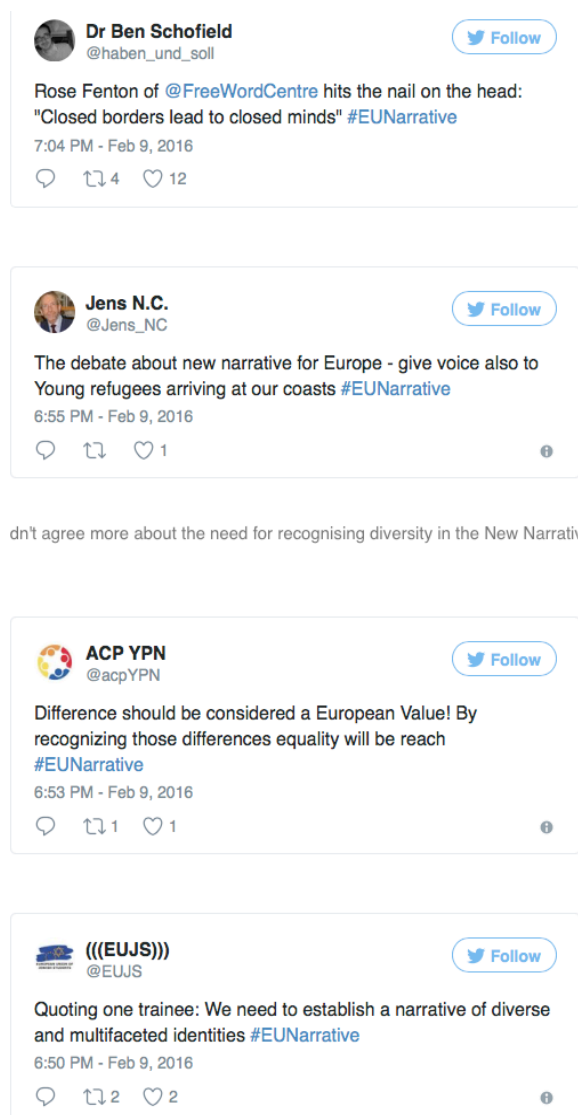 Dr Ben Schofield
Follow
@haben_und_soll
Rose Fenton of @FreeWordCentre hits the nail on the head:
"Closed borders lead to closed minds" #EUNarrative
7:04 PM - Feb 9, 2016
4 12
Jens N.C.
Follow
@Jens_NC
The debate about new narrative for Europe - give voice also to
Young refugees arriving at our coasts #EUNarrative
6:55 PM - Feb 9, 2016
1
dn't agree more about the need for recognising diversity in the New Narrativ
ACP YPN
Follow
@acpYPN
Difference should be considered a European Value! By
recognizing those differences equality will be reach
#EUNarrative
6:53 PM - Feb 9, 2016
1 1
(((EUJS)))
Follow
@EUJS
Quoting one trainee: We need to establish a narrative of diverse
and multifaceted identities #EUNarrative
6:50 PM - Feb 9, 2016
2 2